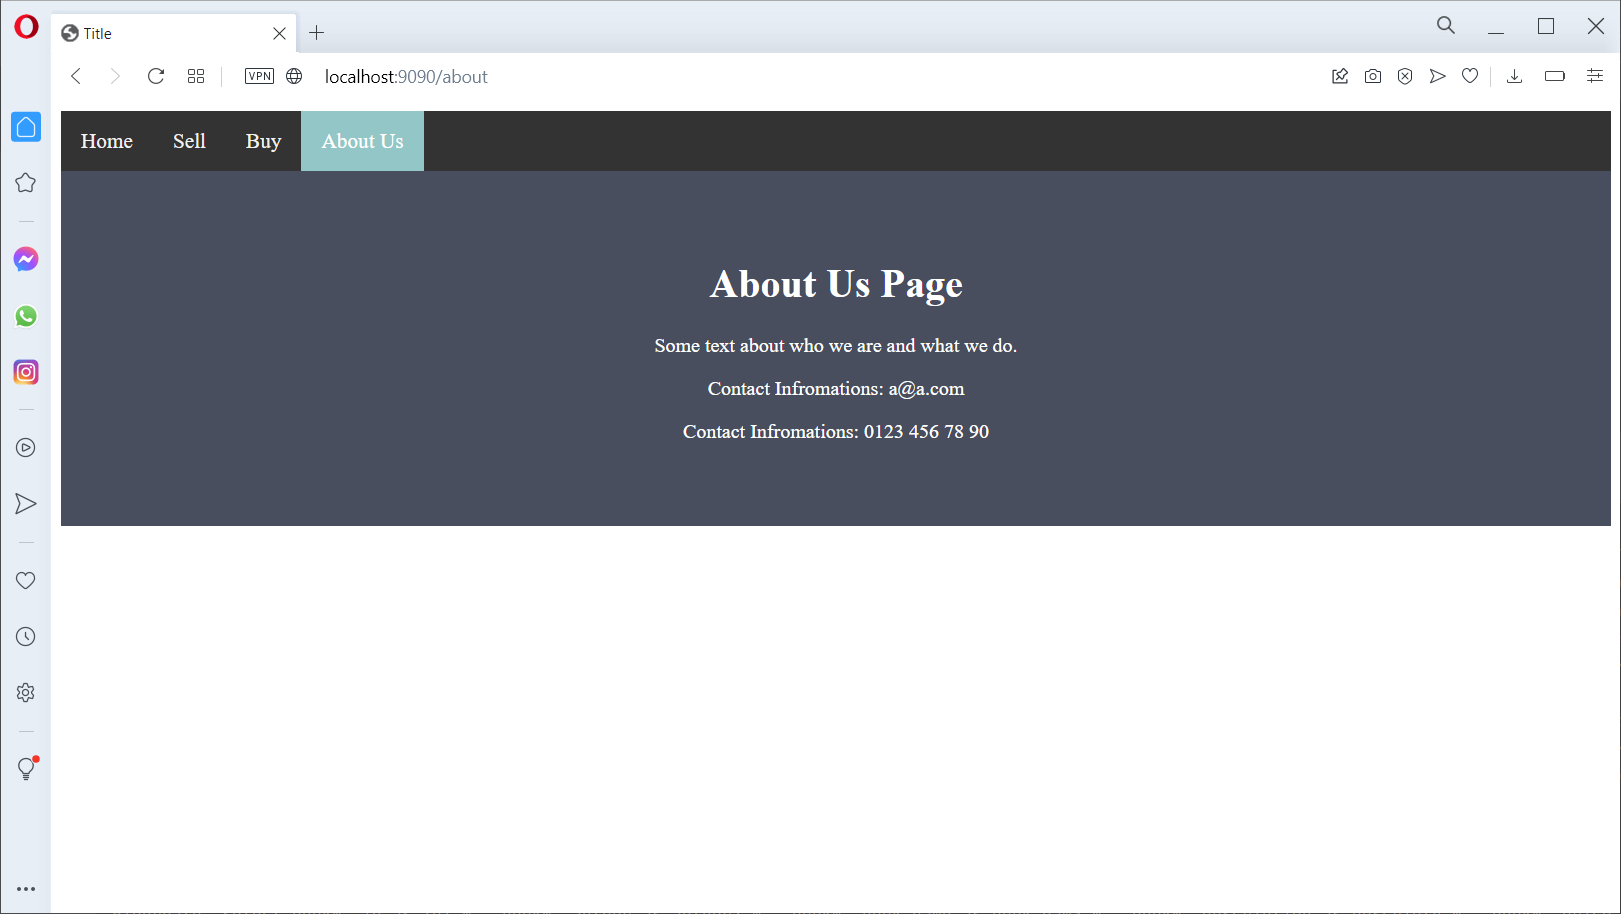 Title
VPN
localhost:9090/about
Home Sell Buy About Us
About Us Page
Some text about who we are and what we do.
Contact Infromations: a@a.com
Contact Infromations: 0123 456 78 90